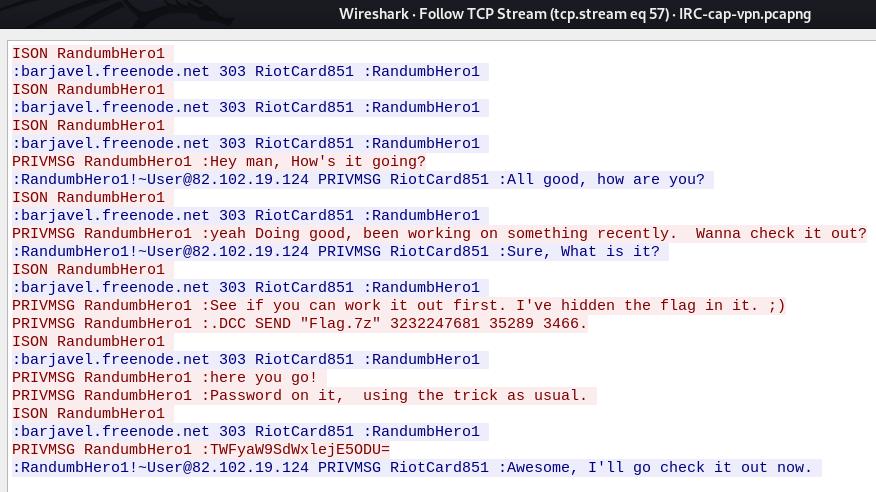 Wireshark · Follow TCP Stream (tcp.stream eq 57) · IRC-cap-vpn.pcapng
ISON RandumbHero1
:barjavel.freenode.net 303 RiotCard851 :RandumbHero1
ISON RandumbHero1
:barjavel.freenode.net 303 RiotCard851 :RandumbHero1
ISON RandumbHero1
:barjavel.freenode.net 303 RiotCard851 :RandumbHero1
PRIVMSG RandumbHero1 :Hey man, How's it going?
:RandumbHero1!~User@82.102.19.124 PRIVMSG RiotCard851 :All good, how are you?
ISON RandumbHero1
:barjavel.freenode.net 303 RiotCard851 :RandumbHero1
PRIVMSG RandumbHero1 :yeah Doing good, been working on something recently.  Wanna check it out?
:RandumbHero1!~User@82.102.19.124 PRIVMSG RiotCard851 :Sure, What is it?
ISON RandumbHero1
:barjavel.freenode.net 303 RiotCard851 :RandumbHero1
PRIVMSG RandumbHero1 :See if you can work it out first. I've hidden the flag in it. ;)
PRIVMSG RandumbHero1 :.DCC SEND "Flag.7z" 3232247681 35289 3466.
ISON RandumbHero1
:barjavel.freenode.net 303 RiotCard851 :RandumbHero1
PRIVMSG RandumbHero1 :here you go!
PRIVMSG RandumbHero1 :Password on it,  using the trick as usual.
ISON RandumbHero1
:barjavel.freenode.net 303 RiotCard851 :RandumbHero1
PRIVMSG RandumbHero1 :TWFyaW9SdWxlejE5ODU=
:RandumbHero1!~User@82.102.19.124 PRIVMSG RiotCard851 :Awesome, I'll go check it out now.